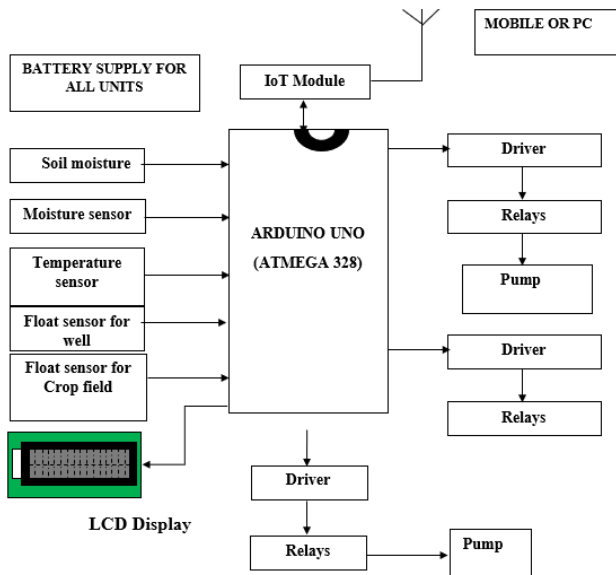 MOBILE OR PC
BATTERY SUPPLY FOR
ALL UNITS
IoT Module
Soil moisture
Moisture sensor
Temperature
sensor
Float sensor for
well
Float sensor for
Crop field
ARDUINO UNO
(ATMEGA 328)
Driver
Relays
Pump
Driver
Relays
LCD Display
Driver
Relays
Pump